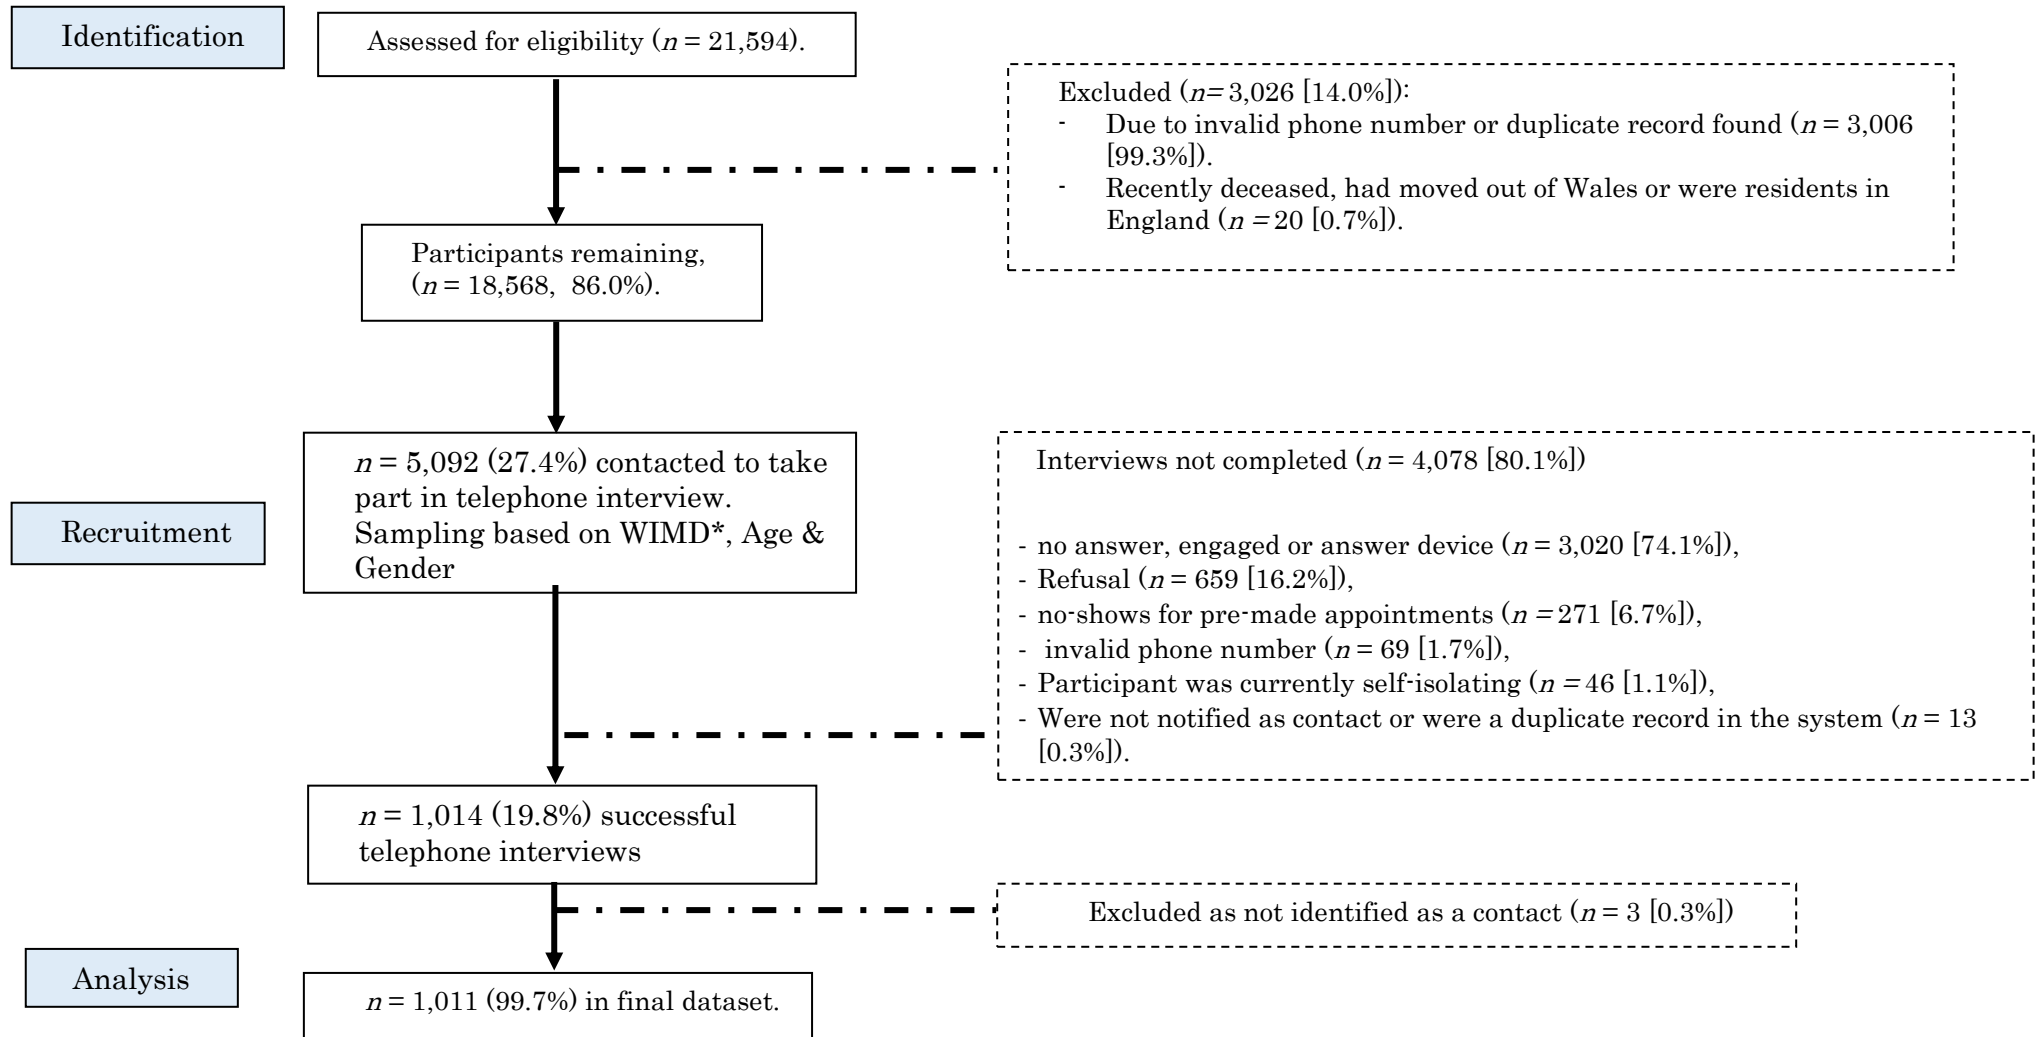 Identification
Assessed for eligibility (n = 21,594).
Excluded (n= 3,026 [14.0%]):
- Due to invalid phone number or duplicate record found (n = 3,006
[99.3%]).
- Recently deceased, had moved out of Wales or were residents in
England (n = 20 [0.7%]).
Participants remaining,
(n = 18,568, 86.0%).
Recruitment
n = 5,092 (27.4%) contacted to take
part in telephone interview.
Sampling based on WIMD*, Age &
Gender
Interviews not completed (n = 4,078 [80.1%])
- no answer, engaged or answer device (n = 3,020 [74.1%]),
- Refusal (n = 659 [16.2%]),
- no-shows for pre-made appointments (n = 271 [6.7%]),
- invalid phone number (n = 69 [1.7%]),
- Participant was currently self-isolating (n = 46 [1.1%]),
- Were not notified as contact or were a duplicate record in the system (n = 13
[0.3%]).
n = 1,014 (19.8%) successful
telephone interviews
Excluded as not identified as a contact (n = 3 [0.3%])
Analysis
n = 1,011 (99.7%) in final dataset.